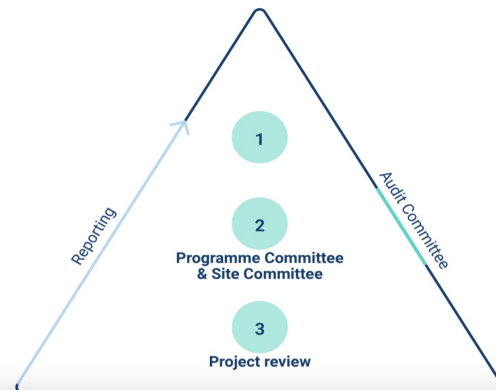 1
2
Programme Committee
& Site Committee
3
Project review
Reporting
Audit Committee